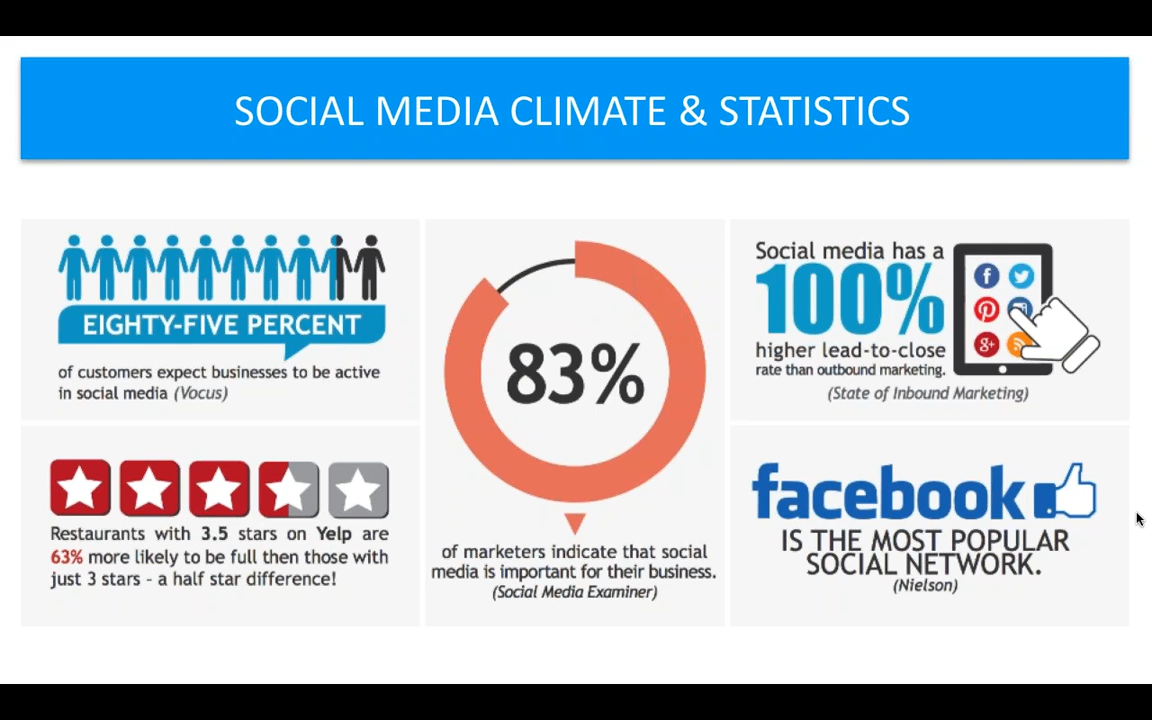 SOCIAL MEDIA CLIMATE & STATISTICS
EIGHTY-FIVE PERCENT
of customers expect businesses to be active
in social media (Vocus)
Restaurants with 3.5 stars on Yelp are
63% more likely to be full then those with
just 3 stars - a half star difference!
83%
of marketers indicate that social
media is important for their business.
(Social Media Examiner)
Social media has a
100%
higher lead-to-close
rate than outbound marketing.
(State of Inbound Marketing)
g+
facebook
IS THE MOST POPULAR
SOCIAL NETWORK.
(Nielson)